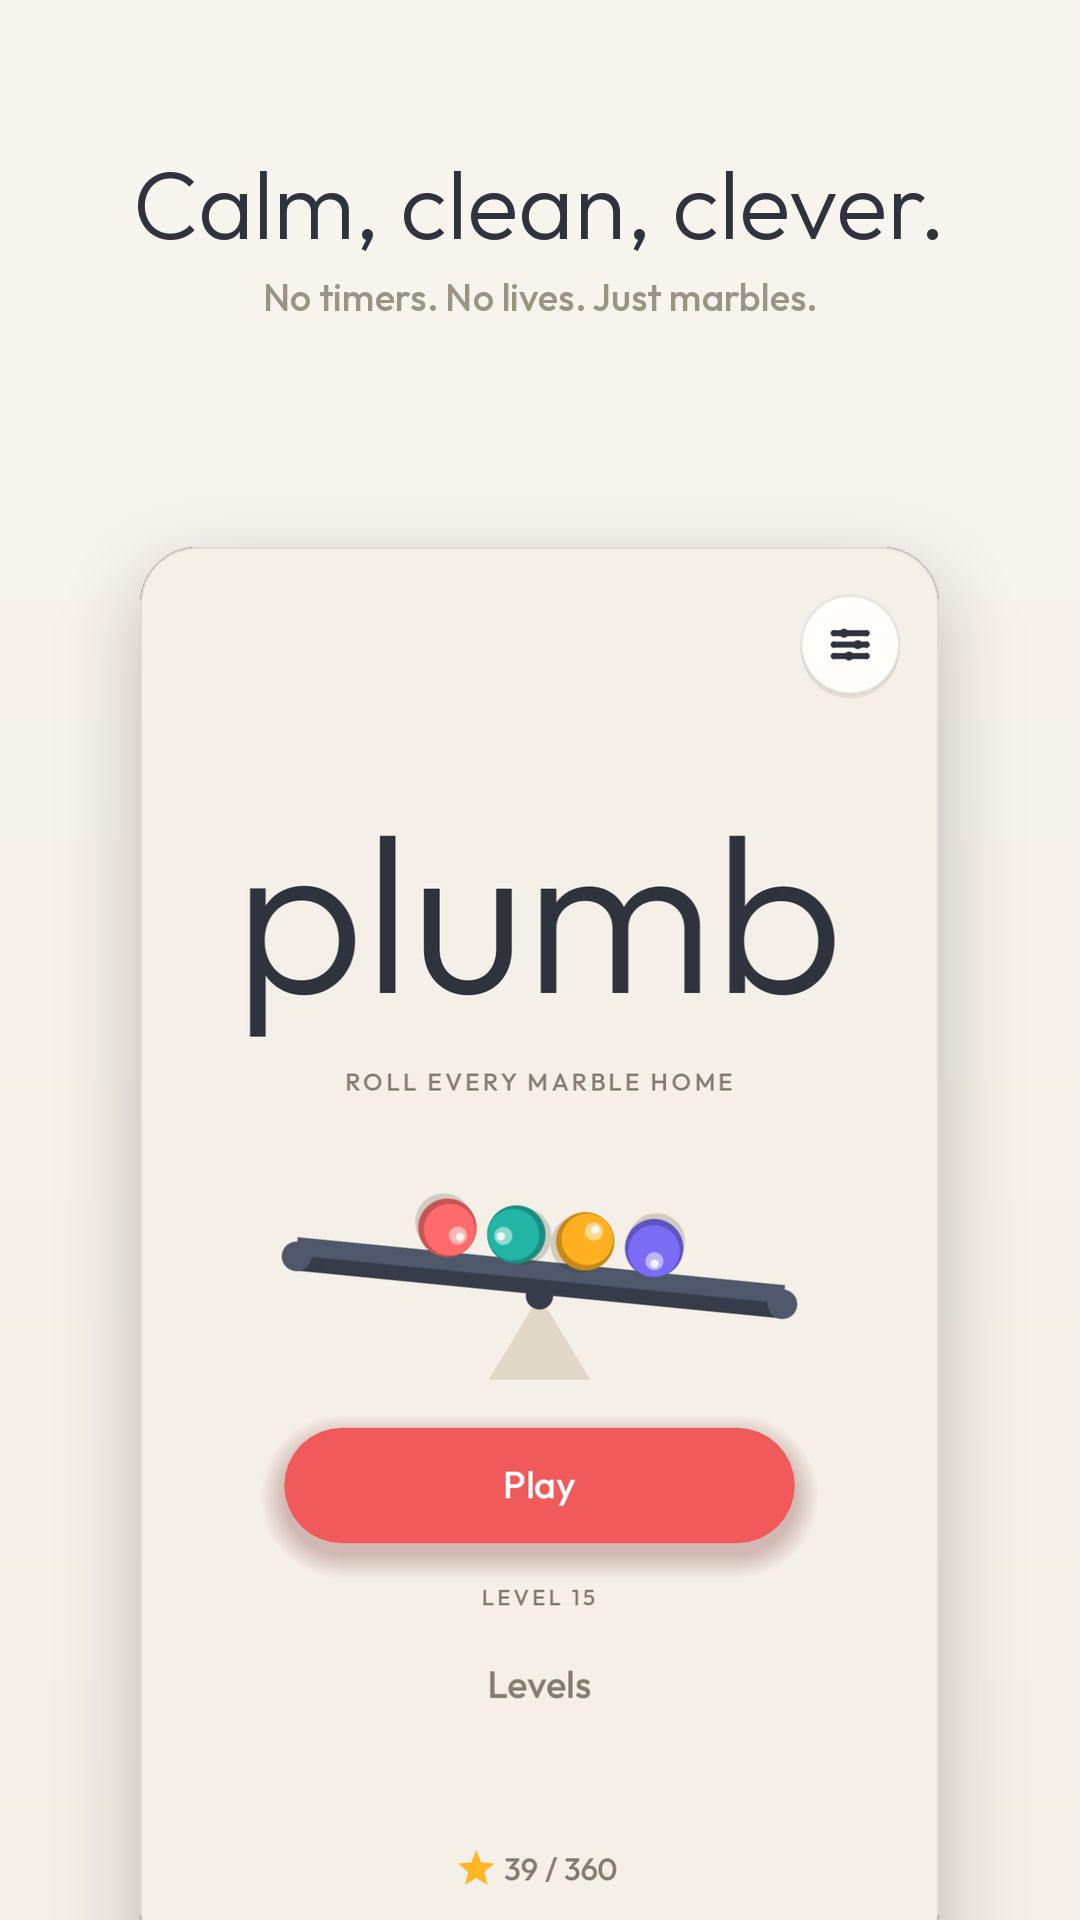 Calm, clean, clever.
No timers. No lives. Just marbles.
plumb
ROLL EVERY MARBLE HOME
Play
LEVEL 15
Levels
39 / 360